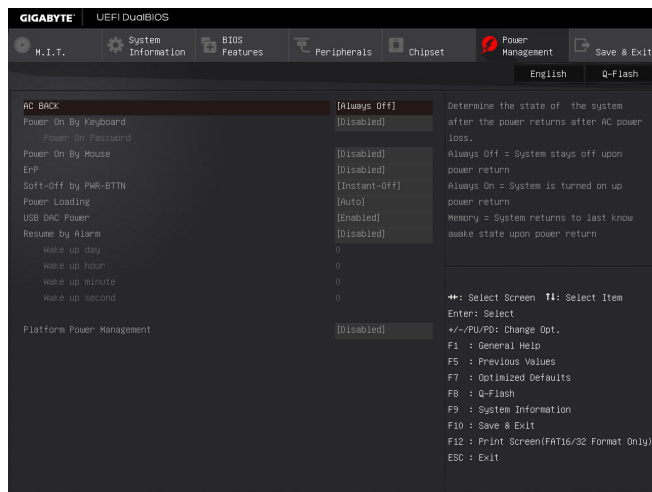 GIGABYTE™ UEFI DualBIOS
M.I.T.
System Information
BIOS Features
Peripherals
Chipset
Power Management
Save & Exit
English
Q-Flash
AC BACK [Always Off]
Power On By Keyboard [Disabled]
Power On Password
Power On By Mouse [Disabled]
ErP [Disabled]
Soft-Off by PWR-BTTN [Instant-Off]
Power Loading [Auto]
USB DAC Power [Enabled]
Resume by Alarm [Disabled]
Wake up day 0
Wake up hour 0
Wake up minute 0
Wake up second 0
Platform Power Management [Disabled]
Determine the state of the system
after the power returns after AC power
loss.
Always Off = System stays off upon
power return
Always On = System is turned on up
power return
Memory = System returns to last know
awake state upon power return
→←: Select Screen ↑↓: Select Item
Enter: Select
+/-/PU/PD: Change Opt.
F1 : General Help
F5 : Previous Values
F7 : Optimized Defaults
F8 : Q-Flash
F9 : System Information
F10 : Save & Exit
F12 : Print Screen(FAT16/32 Format Only)
ESC : Exit